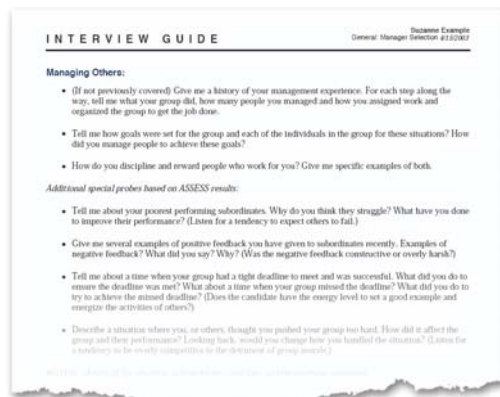 INTERVIEW GUIDE
Suzanne Example
General Manager Selection
Managing Others:
• (If not previously covered) Give me a history of your management experience. For each step along the
way, tell me what your group did, how many people you managed and how you assigned work and
organized the group to get the job done.
• Tell me how goals were set for the group and each of the individuals in the group for these situations? How
did you manage people to achieve these goals?
• How do you discipline and reward people who work for you? Give me specific examples of both.
Additional special probes based on ASSESS results:
• Tell me about your poorest performing subordinates. Why do you think they struggle? What have you done
to improve their performance? (Listen for a tendency to expect others to fail.)
• Give me several examples of positive feedback you have given to subordinates recently. Examples of
negative feedback? What did you say? Why? (Was the negative feedback constructive or overly harsh?)
• Tell me about a time when your group had a tight deadline to meet and was successful. What did you do to
ensure the deadline was met? What about a time when your group missed the deadline? What did you do to
try to achieve the missed deadline? (Does the candidate have the energy level to set a good example and
energize the activities of others?)
• Describe a situation where you, or others, thought you pushed your group too hard. How did it affect the
group and their performance? Looking back, would you change how you handled the situation? (Listen for
a tendency to be overly competitive to the detriment of group morale.)